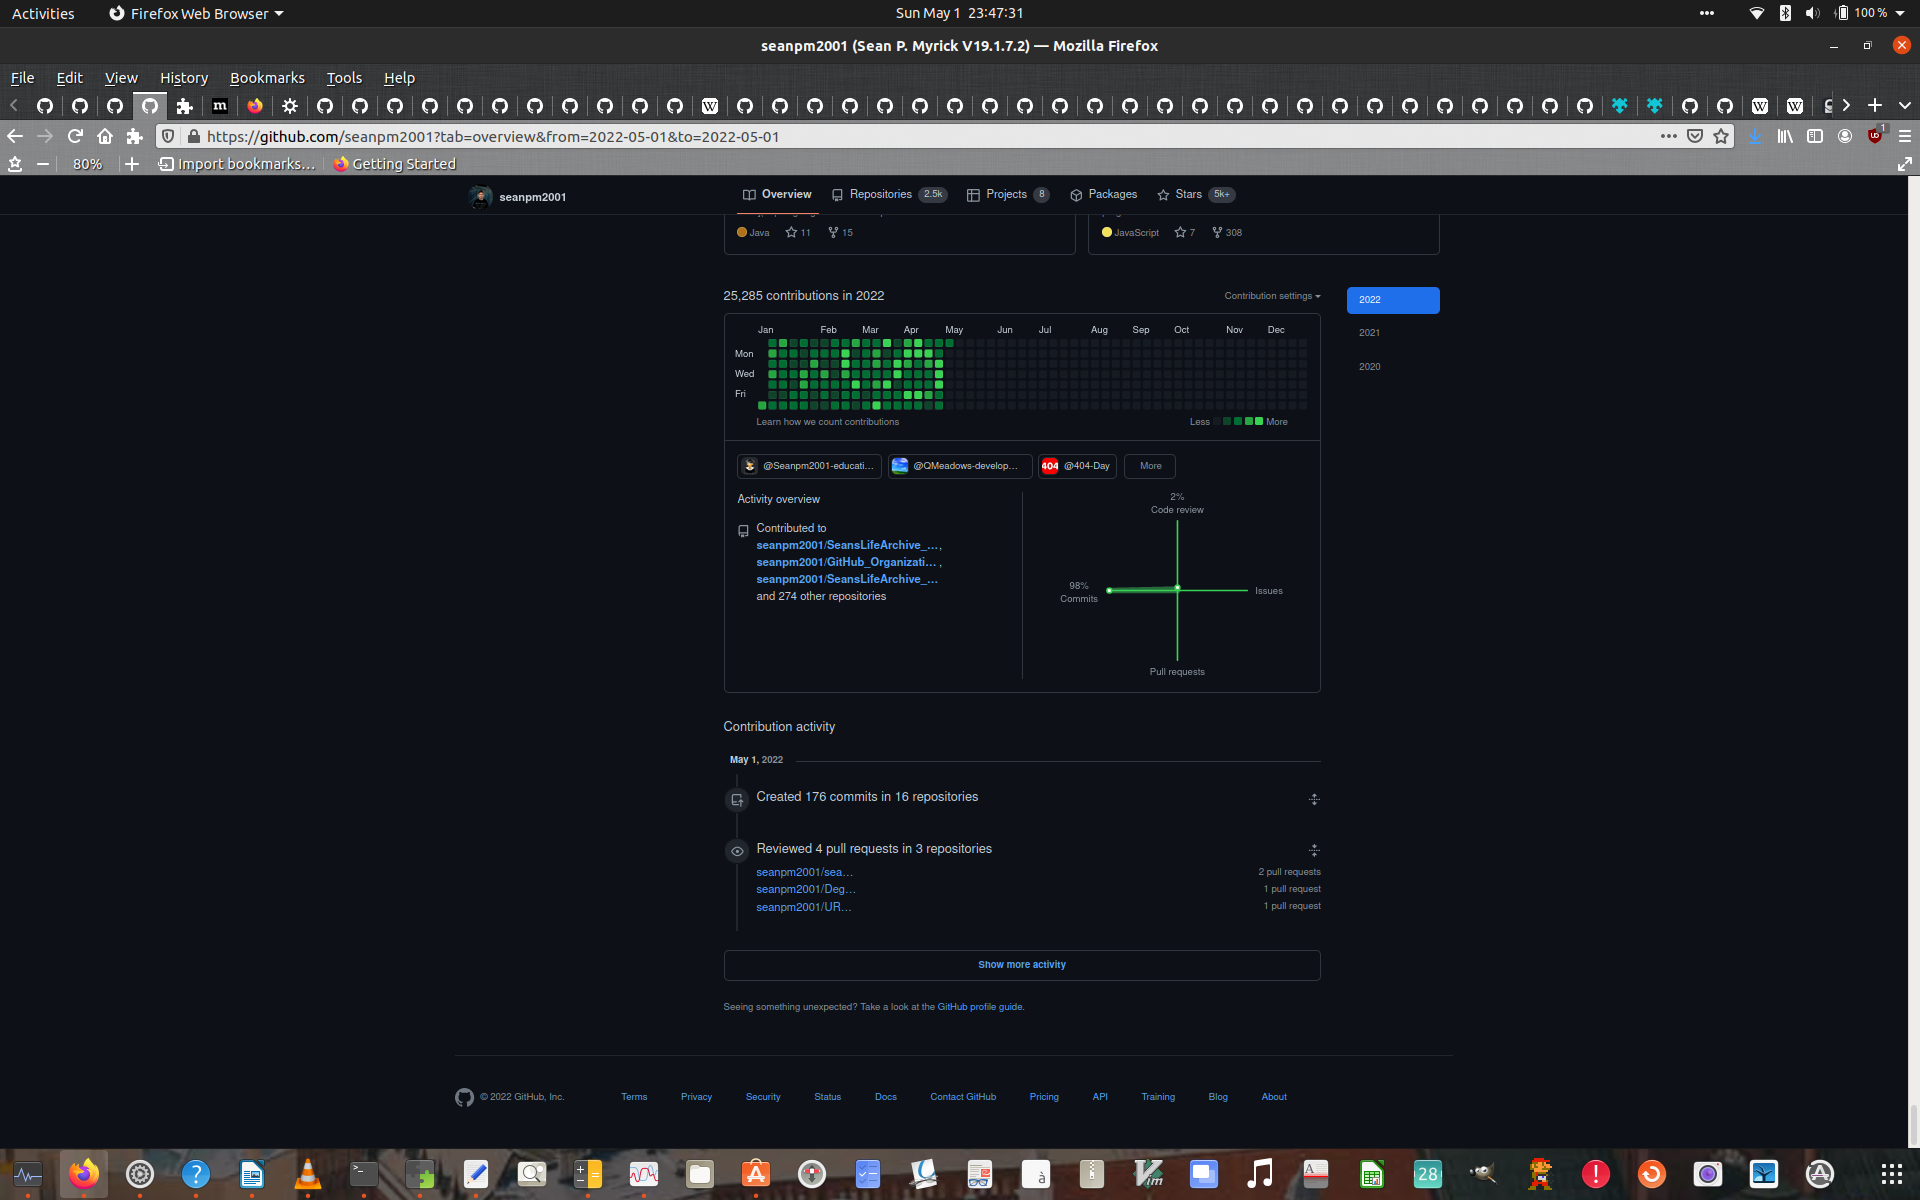 Activities
Firefox Web Browser
Sun May 1 23:47:31
100 %
seanpm2001 (Sean P. Myrick V19.1.7.2) — Mozilla Firefox
File Edit View History Bookmarks Tools Help
https://github.com/seanpm2001?tab=overview&from=2022-05-01&to=2022-05-01
1
80%
Import bookmarks...
Getting Started
seanpm2001
Overview
Repositories 2.5k
Projects 8
Packages
Stars 5k+
Java 11 15
JavaScript 7 308
25,285 contributions in 2022
Contribution settings
2022
2021
2020
Jan Feb Mar Apr May Jun Jul Aug Sep Oct Nov Dec
Mon
Wed
Fri
Learn how we count contributions
Less More
@Seanpm2001-educati...
@QMeadows-develop...
404 @404-Day
More
Activity overview
Contributed to
seanpm2001/SeansLifeArchive_... ,
seanpm2001/GitHub_Organizati... ,
seanpm2001/SeansLifeArchive_...
and 274 other repositories
2%
Code review
98%
Commits
Issues
Pull requests
Contribution activity
May 1, 2022
Created 176 commits in 16 repositories
Reviewed 4 pull requests in 3 repositories
seanpm2001/sea... 2 pull requests
seanpm2001/Deg... 1 pull request
seanpm2001/UR... 1 pull request
Show more activity
Seeing something unexpected? Take a look at the GitHub profile guide.
© 2022 GitHub, Inc.
Terms Privacy Security Status Docs Contact GitHub Pricing API Training Blog About
28